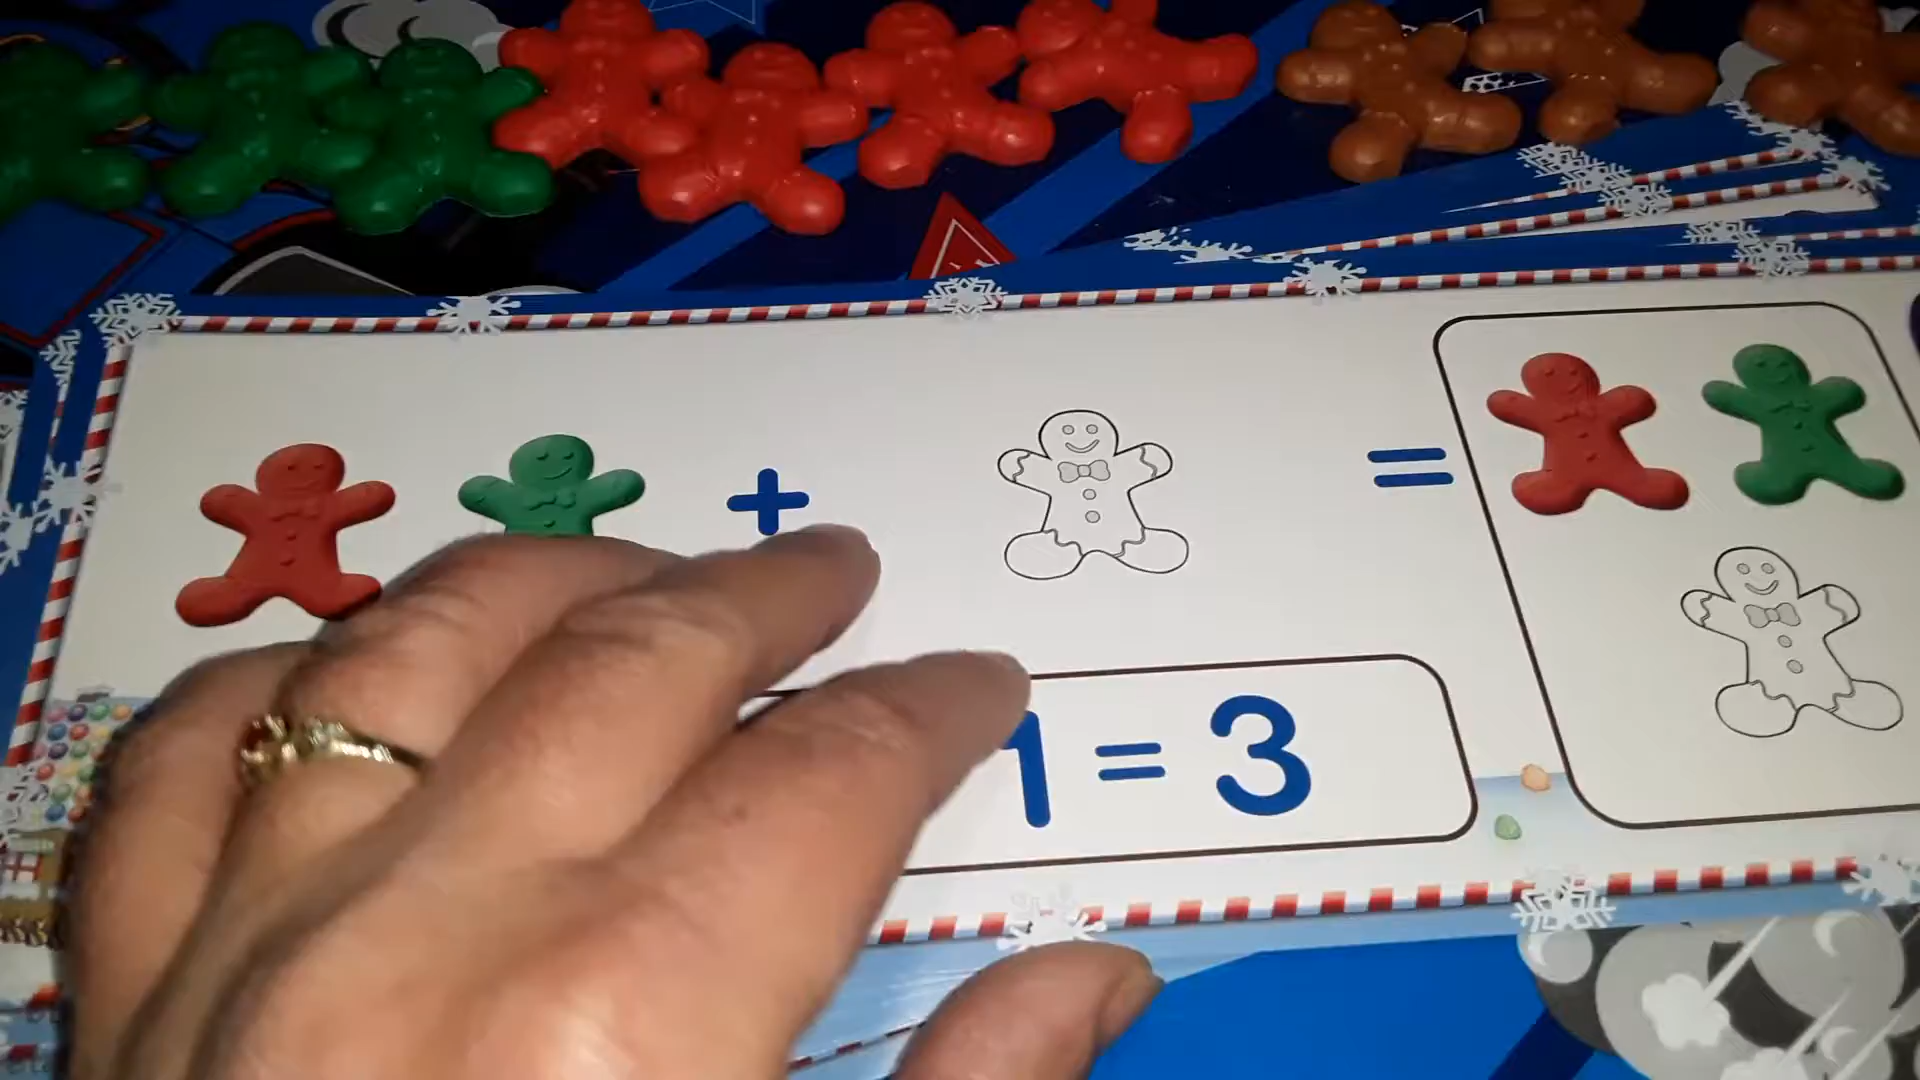 + =
1 = 3